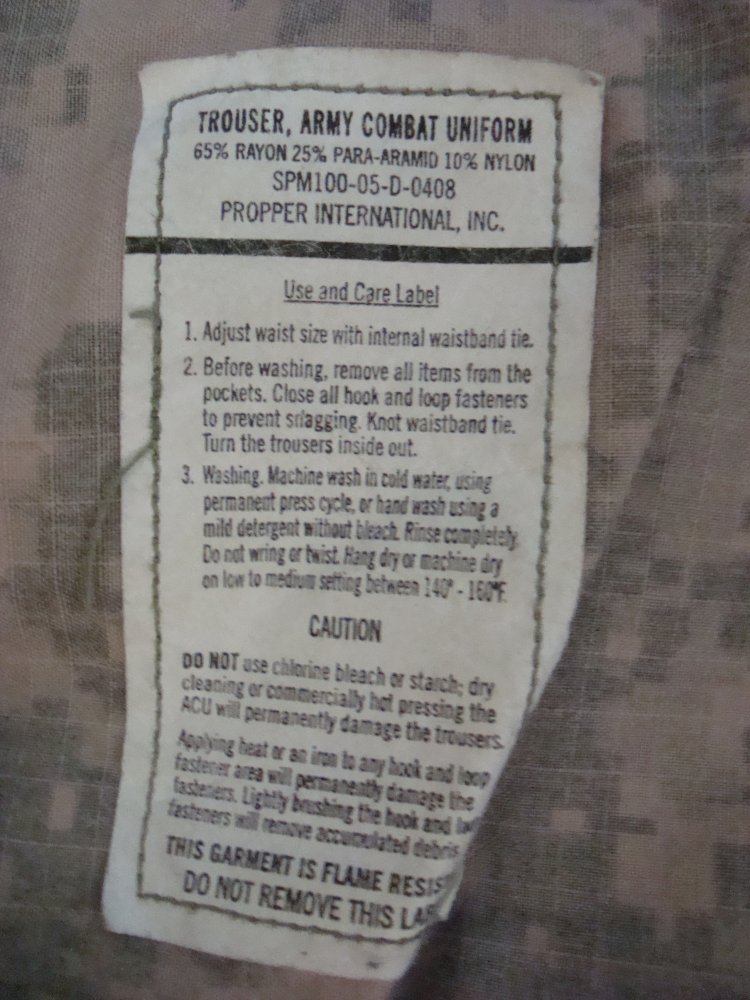 TROUSER, ARMY COMBAT UNIFORM
65% RAYON 25% PARA-ARAMID 10% NYLON
SPM100-05-D-0408
PROPPER INTERNATIONAL, INC.
Use and Care Label
1. Adjust waist size with internal waistband tie.
2. Before washing, remove all items from the
pockets. Close all hook and loop fasteners
to prevent snagging. Knot waistband tie.
Turn the trousers inside out.
3. Washing. Machine wash in cold water, using
permanent press cycle, or hand wash using a
mild detergent without bleach. Rinse completely.
Do not wring or twist. Hang dry or machine dry
on low to medium setting between 140° - 160°F.
CAUTION
DO NOT use chlorine bleach or starch; dry
cleaning or commercially hot pressing the
ACU will permanently damage the trousers.
Applying heat or an iron to any hook and loop
fastener area will permanently damage the
fasteners. Lightly brushing the hook and
fasteners will remove accumulated debris
THIS GARMENT IS FLAME RESIS
DO NOT REMOVE THIS LAB